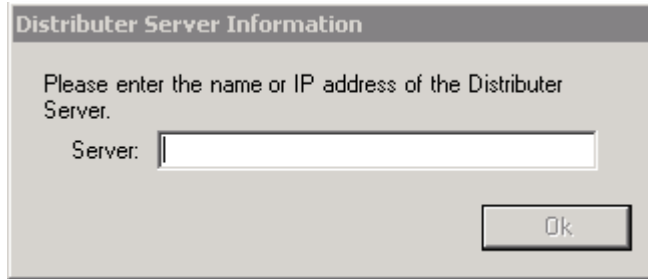 Distributer Server Information
Please enter the name or IP address of the Distributer
Server.
Server:
Ok